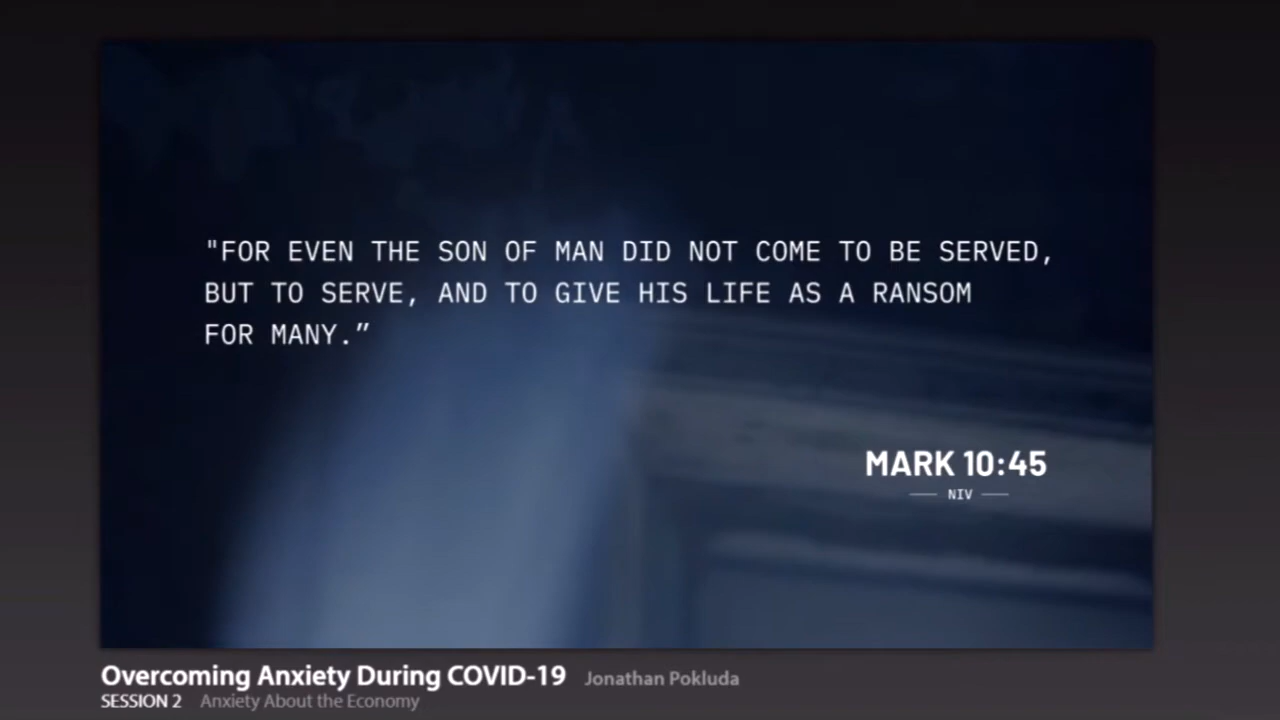 "FOR EVEN THE SON OF MAN DID NOT COME TO BE SERVED,
BUT TO SERVE, AND TO GIVE HIS LIFE AS A RANSOM
FOR MANY.”
MARK 10:45
NIV
Overcoming Anxiety During COVID-19 Jonathan Pokluda
SESSION 2 Anxiety About the Economy